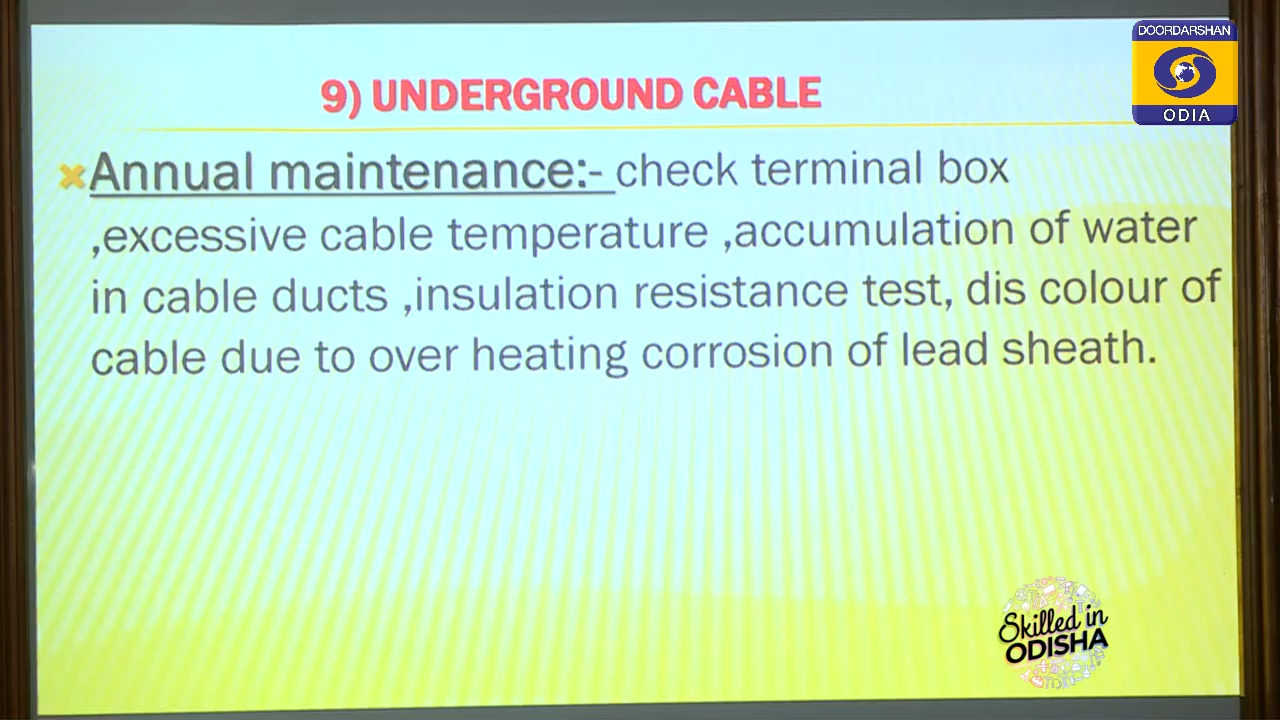 DOORDARSHAN
ODIA
9) UNDERGROUND CABLE
Annual maintenance:- check terminal box
,excessive cable temperature ,accumulation of water
in cable ducts ,insulation resistance test, dis colour of
cable due to over heating corrosion of lead sheath.
Skilled in
ODISHA